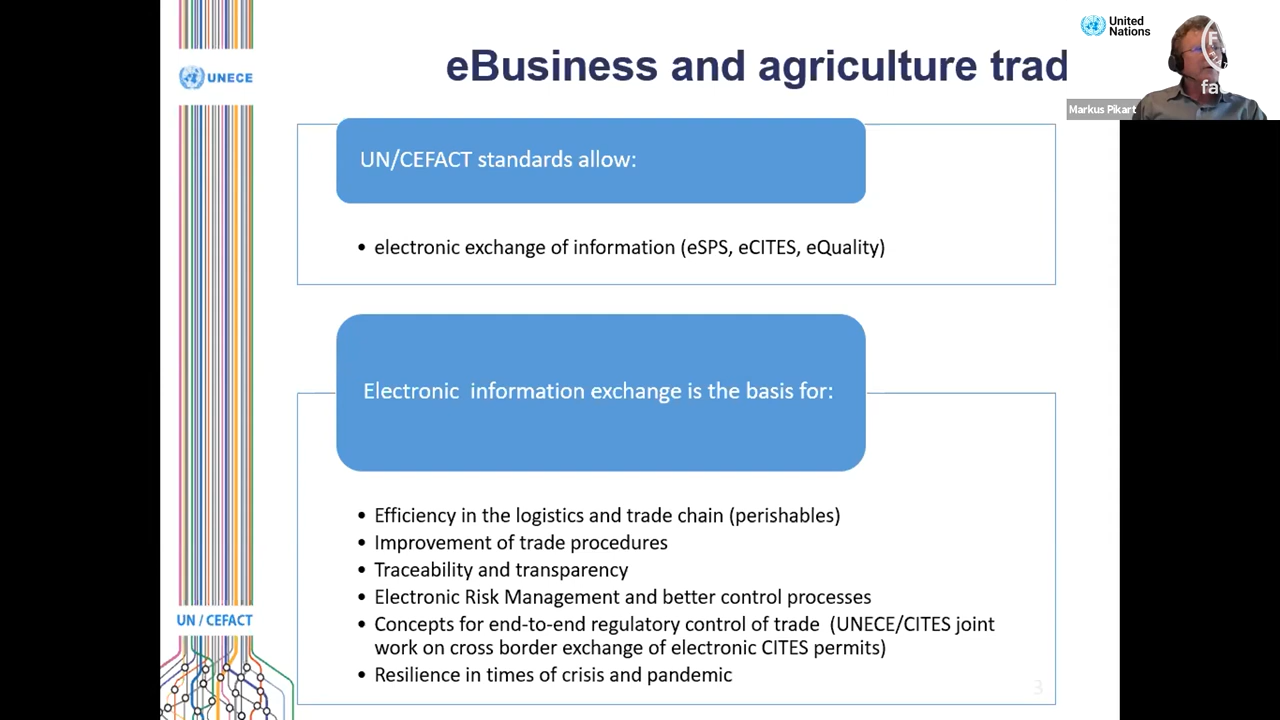 United
Nations
UNECE
eBusiness and agriculture trad
Markus Pikart
UN/CEFACT standards allow:
• electronic exchange of information (eSPS, eCITES, eQuality)
Electronic  information exchange is the basis for:
• Efficiency in the logistics and trade chain (perishables)
• Improvement of trade procedures
• Traceability and transparency
• Electronic Risk Management and better control processes
• Concepts for end-to-end regulatory control of trade  (UNECE/CITES joint
work on cross border exchange of electronic CITES permits)
• Resilience in times of crisis and pandemic
UN / CEFACT
3